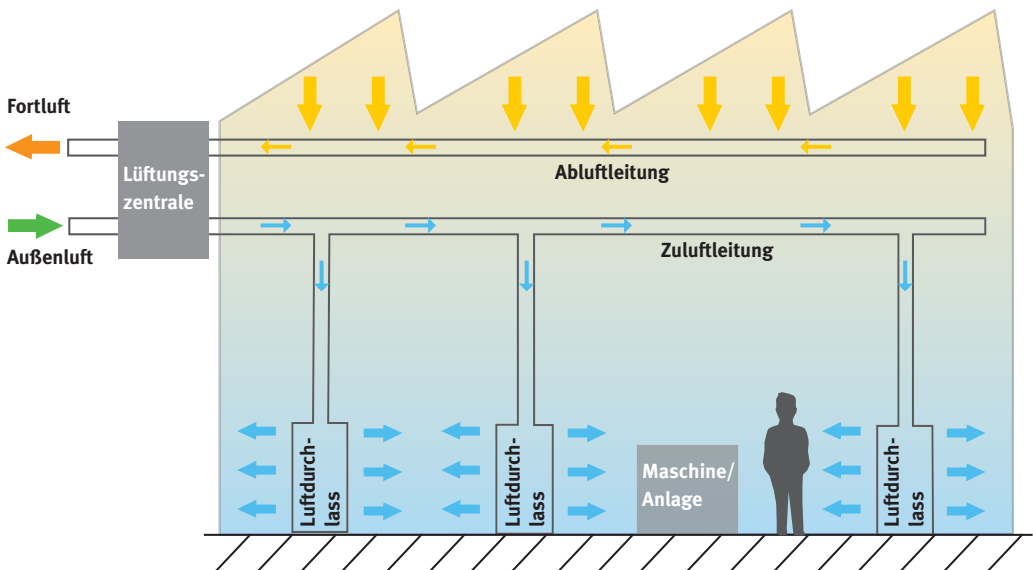 Fortluft
Lüftungs-
zentrale
Abluftleitung
Außenluft
Zuluftleitung
Luftdurch-
lass
Luftdurch-
lass
Maschine/
Anlage
Luftdurch-
lass